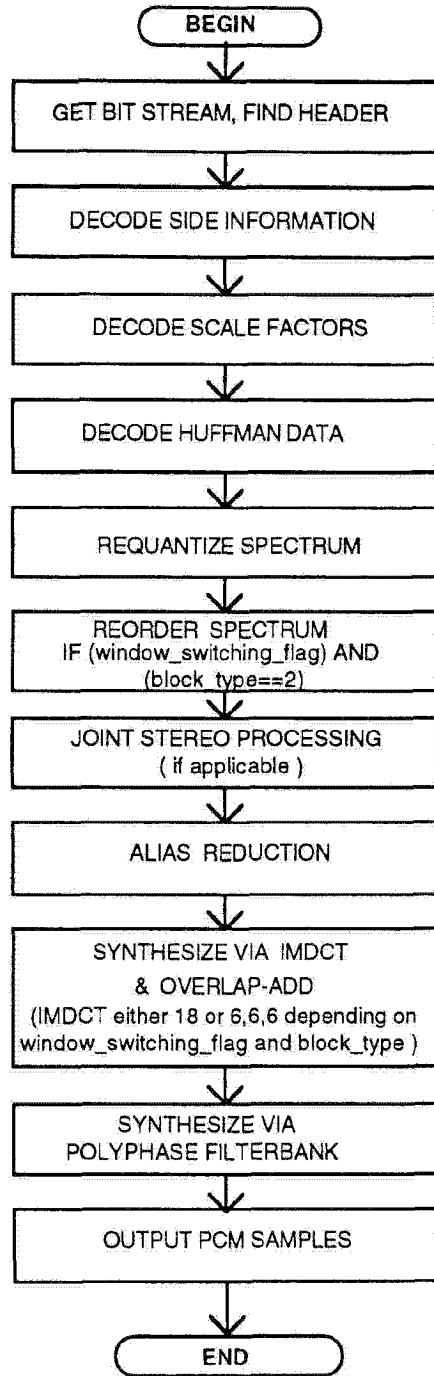 BEGIN
GET BIT STREAM, FIND HEADER
DECODE SIDE INFORMATION
DECODE SCALE FACTORS
DECODE HUFFMAN DATA
REQUANTIZE SPECTRUM
REORDER SPECTRUM
IF (window_switching_flag) AND
(block_type==2)
JOINT STEREO PROCESSING
( if applicable )
ALIAS REDUCTION
SYNTHESIZE VIA IMDCT
& OVERLAP-ADD
(IMDCT either 18 or 6,6,6 depending on
window_switching_flag and block_type )
SYNTHESIZE VIA
POLYPHASE FILTERBANK
OUTPUT PCM SAMPLES
END